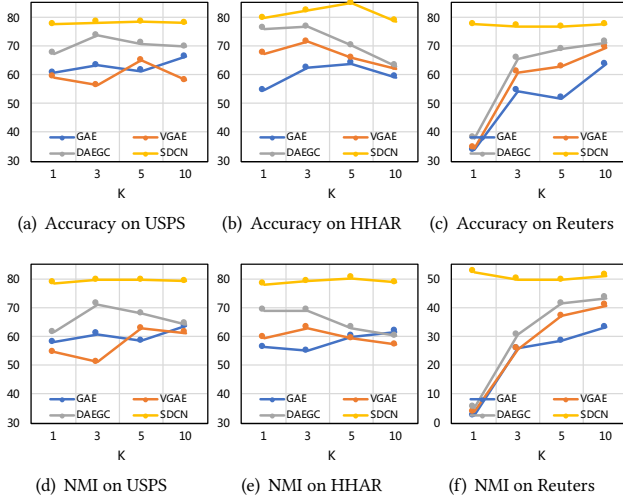 80
70
60
50
40
30
GAE VGAE
DAEGC SDCN
1 3 5 10
K
(a) Accuracy on USPS
80
70
60
50
40
30
GAE VGAE
DAEGC SDCN
1 3 5 10
K
(b) Accuracy on HHAR
80
70
60
50
40
30
GAE VGAE
DAEGC SDCN
1 3 5 10
K
(c) Accuracy on Reuters
80
70
60
50
40
30
GAE VGAE
DAEGC SDCN
1 3 5 10
K
(d) NMI on USPS
80
70
60
50
40
30
GAE VGAE
DAEGC SDCN
1 3 5 10
K
(e) NMI on HHAR
50
40
30
20
10
0
GAE VGAE
DAEGC SDCN
1 3 5 10
K
(f) NMI on Reuters